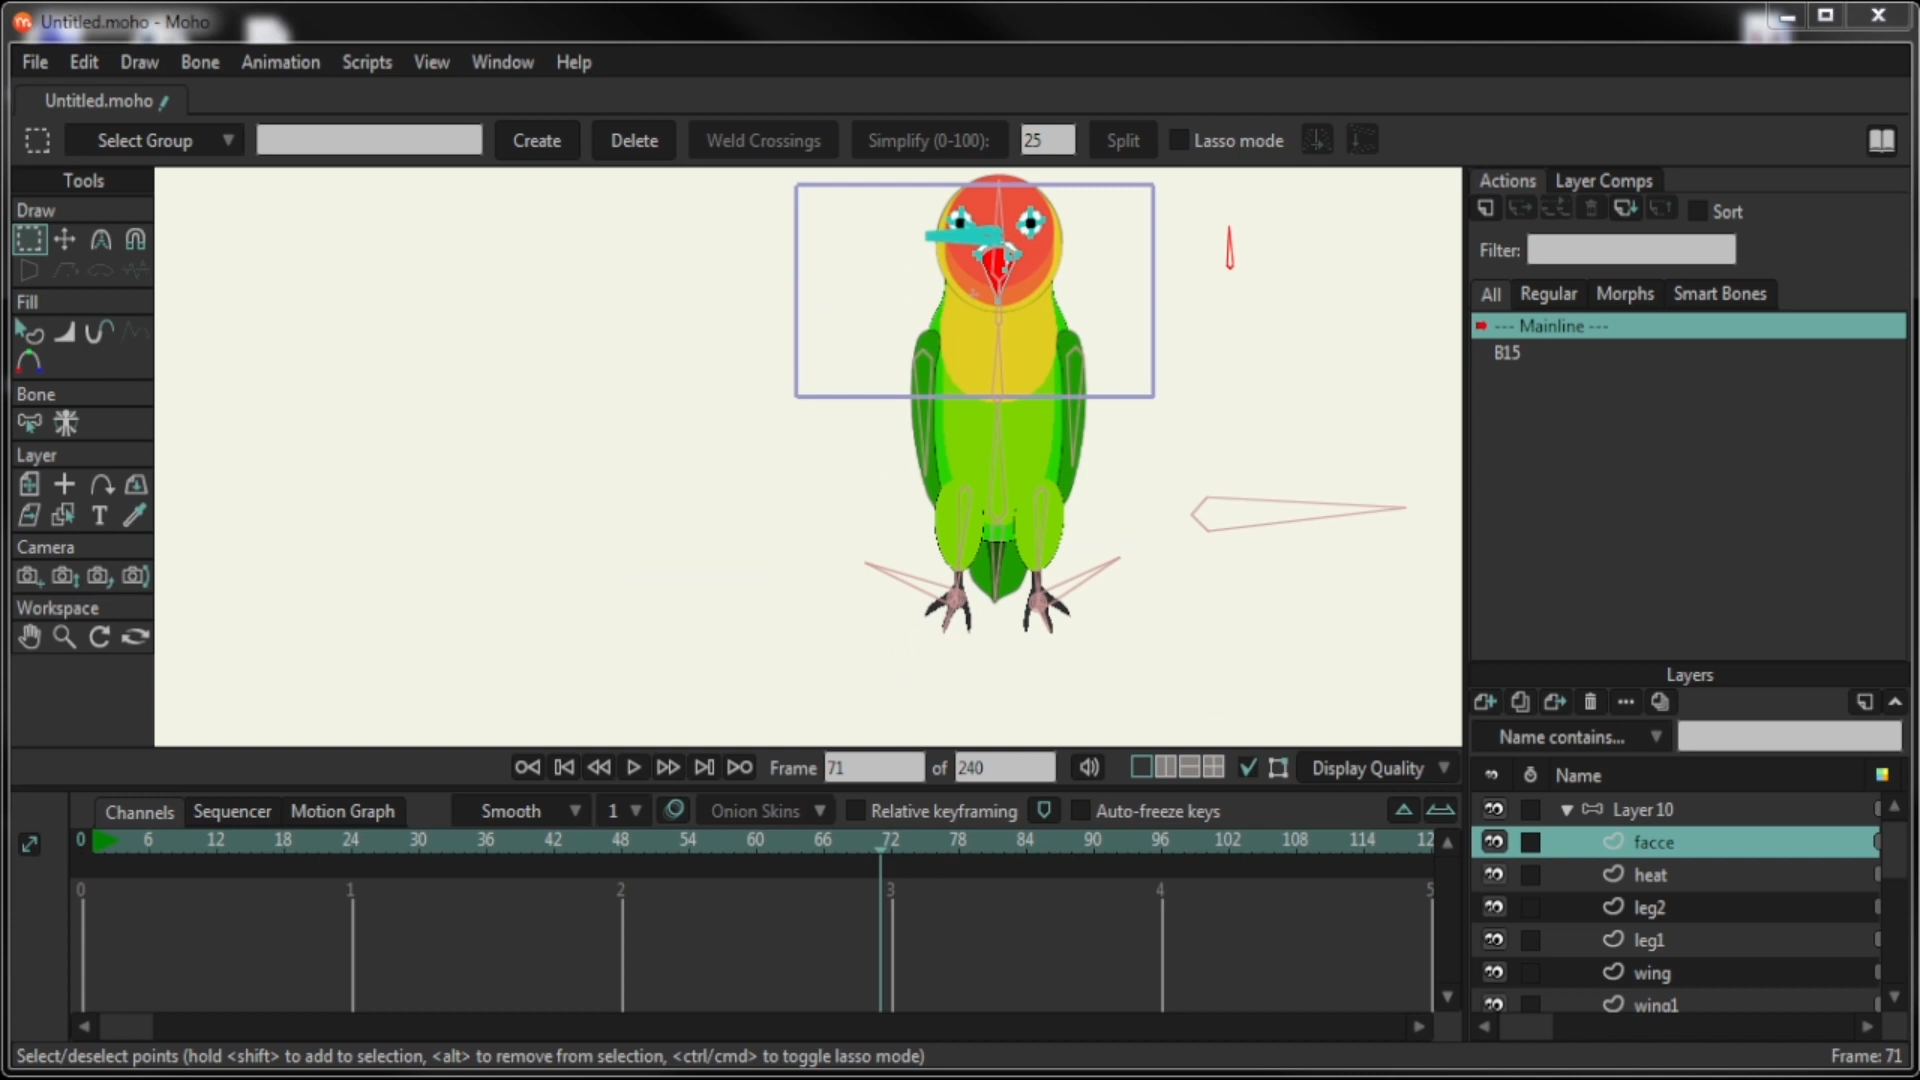 Untitled.moho - Moho
File Edit Draw Bone Animation Scripts View Window Help
Untitled.moho
Select Group Create Delete Weld Crossings Simplify (0-100): 25 Split Lasso mode
Tools
Draw
Fill
Bone
Layer
Camera
Workspace
Actions Layer Comps
Sort
Filter:
All Regular Morphs Smart Bones
--- Mainline ---
B15
Layers
Name contains...
Name
Layer 10
facce
heat
leg2
leg1
wing
wing1
Frame 71 of 240 Display Quality
Channels Sequencer Motion Graph Smooth 1 Onion Skins Relative keyframing Auto-freeze keys
0 6 12 18 24 30 36 42 48 54 60 66 72 78 84 90 96 102 108 114 12
0 1 2 3 4 5
Select/deselect points (hold <shift> to add to selection, <alt> to remove from selection, <ctrl/cmd> to toggle lasso mode)
Frame: 71